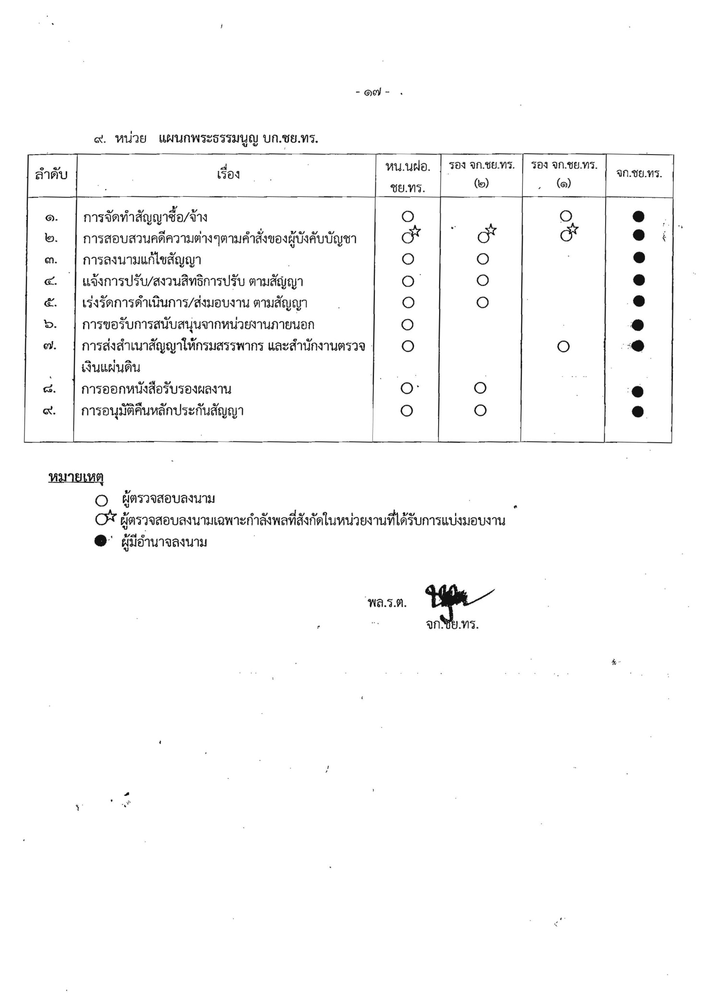 - ๑๗ -
๙. หน่วย แผนกพระธรรมนูญ บก.ชย.ทร.
ลำดับ เรื่อง หน.นฝอ. ชย.ทร. รอง จก.ชย.ทร. (๒) รอง จก.ชย.ทร. (๑) จก.ชย.ทร.
๑. การจัดทำสัญญาซื้อ/จ้าง ○ ○ ●
๒. การสอบสวนคดีความต่างๆตามคำสั่งของผู้บังคับบัญชา ○☆ ○☆ ○☆ ●
๓. การลงนามแก้ไขสัญญา ○ ○ ●
๔. แจ้งการปรับ/สงวนสิทธิการปรับ ตามสัญญา ○ ○ ●
๕. เร่งรัดการดำเนินการ/ส่งมอบงาน ตามสัญญา ○ ○ ●
๖. การขอรับการสนับสนุนจากหน่วยงานภายนอก ○ ●
๗. การส่งสำเนาสัญญาให้กรมสรรพากร และสำนักงานตรวจ ○ ○ ●
เงินแผ่นดิน
๘. การออกหนังสือรับรองผลงาน ○ ○ ●
๙. การอนุมัติคืนหลักประกันสัญญา ○ ○ ●
หมายเหตุ
○ ผู้ตรวจสอบลงนาม
○☆ ผู้ตรวจสอบลงนามเฉพาะกำลังพลที่สังกัดในหน่วยงานที่ได้รับการแบ่งมอบงาน
● ผู้มีอำนาจลงนาม
พล.ร.ต.
จก.ชย.ทร.